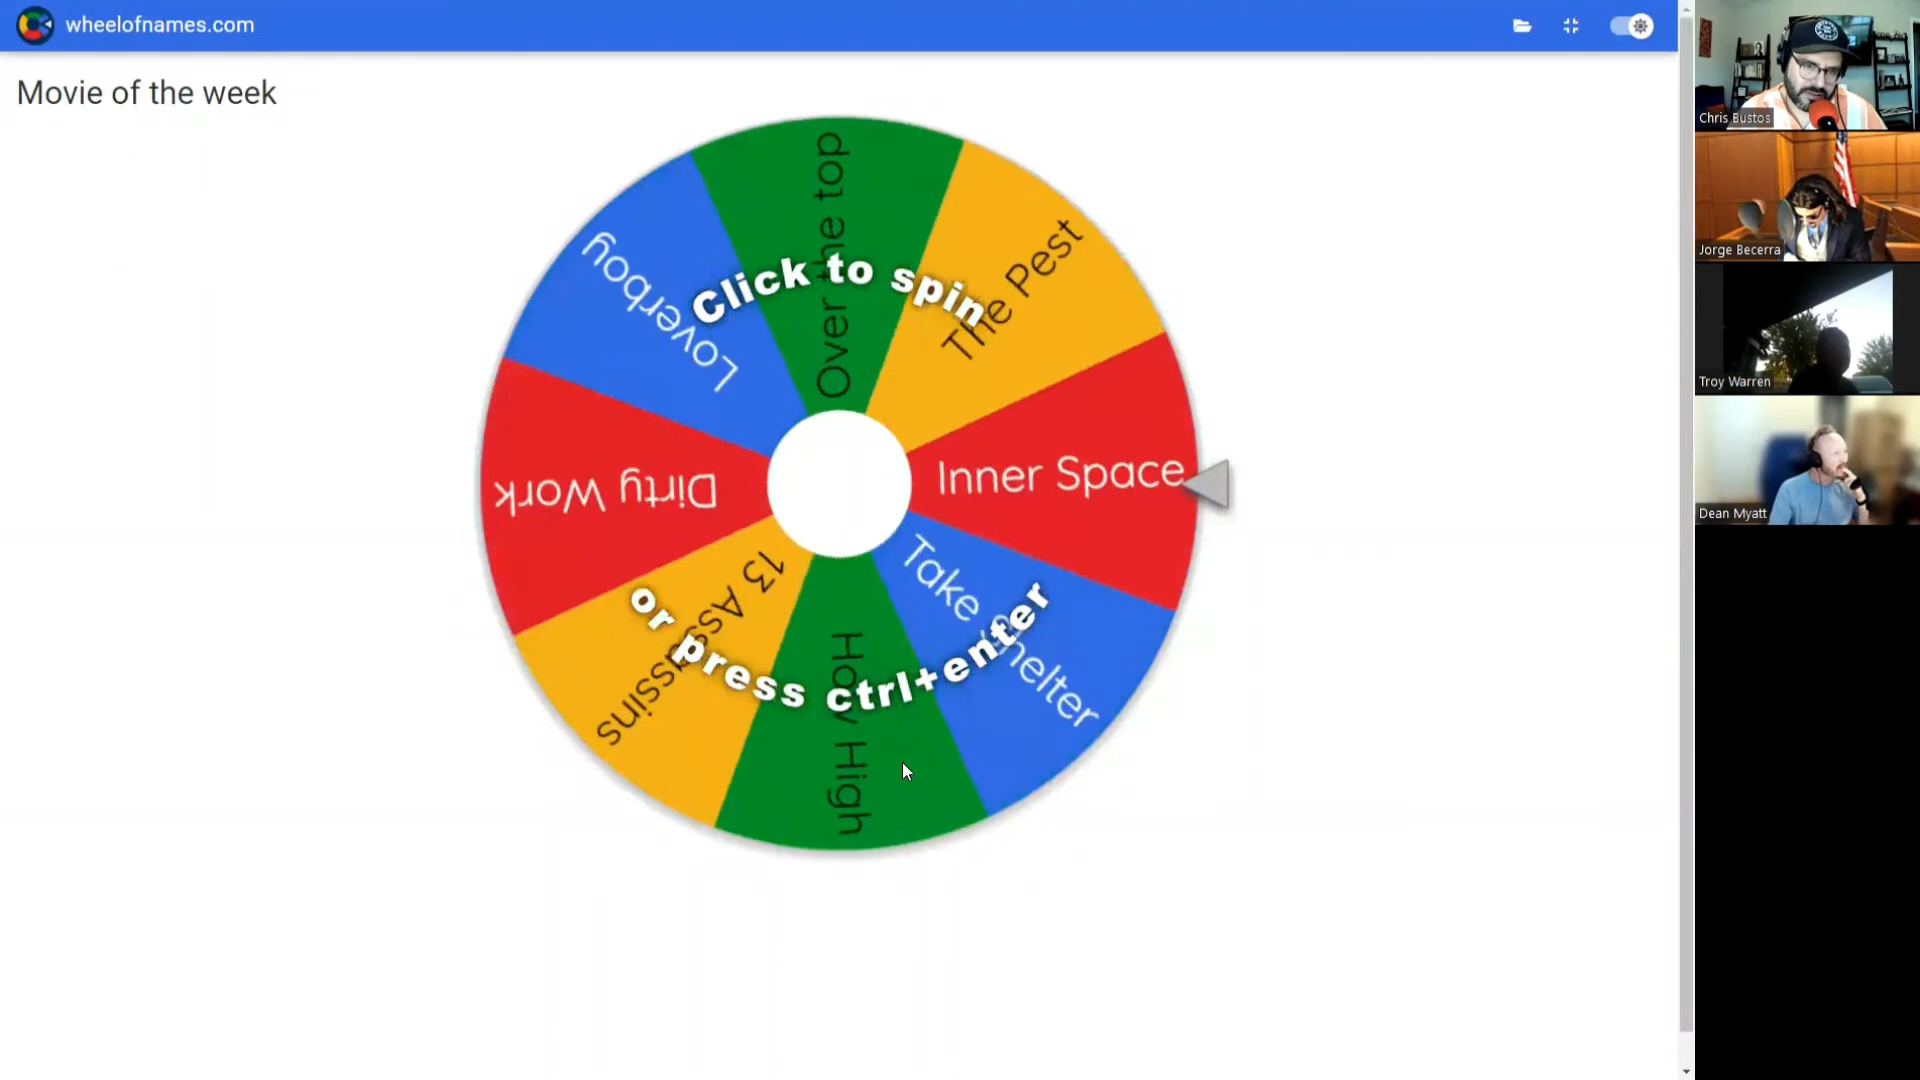 wheelofnames.com
Movie of the week
Click to spin
or press ctrl+enter
Over the top
The Pest
Inner Space
Take Shelter
How High
13 Assassins
Dirty Work
Loverboy
Chris Bustos
Jorge Becerra
Troy Warren
Dean Myatt